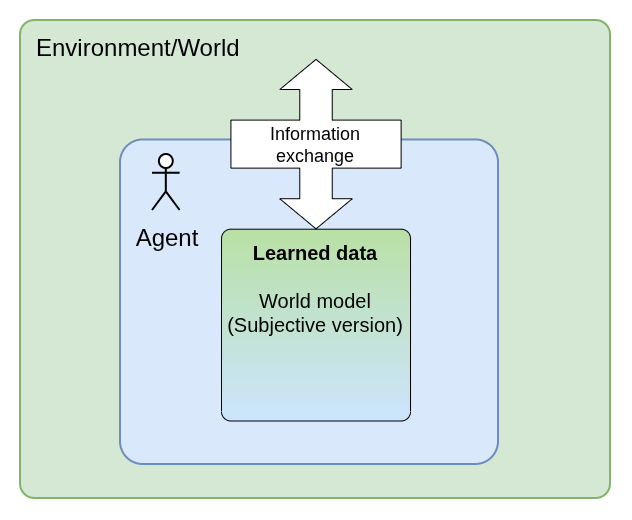 Environment/World
Information
exchange
Agent
Learned data
World model
(Subjective version)